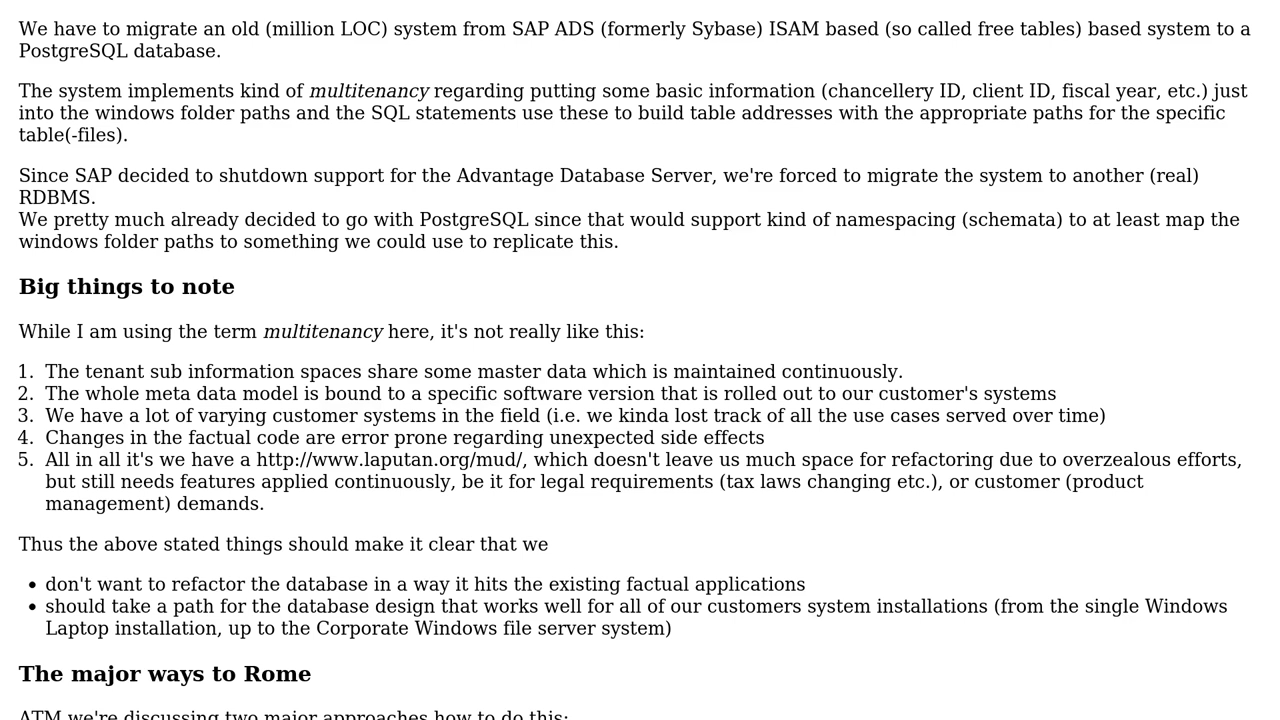 We have to migrate an old (million LOC) system from SAP ADS (formerly Sybase) ISAM based (so called free tables) based system to a
PostgreSQL database.
The system implements kind of multitenancy regarding putting some basic information (chancellery ID, client ID, fiscal year, etc.) just
into the windows folder paths and the SQL statements use these to build table addresses with the appropriate paths for the specific
table(-files).
Since SAP decided to shutdown support for the Advantage Database Server, we're forced to migrate the system to another (real)
RDBMS.
We pretty much already decided to go with PostgreSQL since that would support kind of namespacing (schemata) to at least map the
windows folder paths to something we could use to replicate this.
Big things to note
While I am using the term multitenancy here, it's not really like this:
1. The tenant sub information spaces share some master data which is maintained continuously.
2. The whole meta data model is bound to a specific software version that is rolled out to our customer's systems
3. We have a lot of varying customer systems in the field (i.e. we kinda lost track of all the use cases served over time)
4. Changes in the factual code are error prone regarding unexpected side effects
5. All in all it's we have a http://www.laputan.org/mud/, which doesn't leave us much space for refactoring due to overzealous efforts,
but still needs features applied continuously, be it for legal requirements (tax laws changing etc.), or customer (product
management) demands.
Thus the above stated things should make it clear that we
• don't want to refactor the database in a way it hits the existing factual applications
• should take a path for the database design that works well for all of our customers system installations (from the single Windows
Laptop installation, up to the Corporate Windows file server system)
The major ways to Rome
ATM we're discussing two major approaches how to do this: